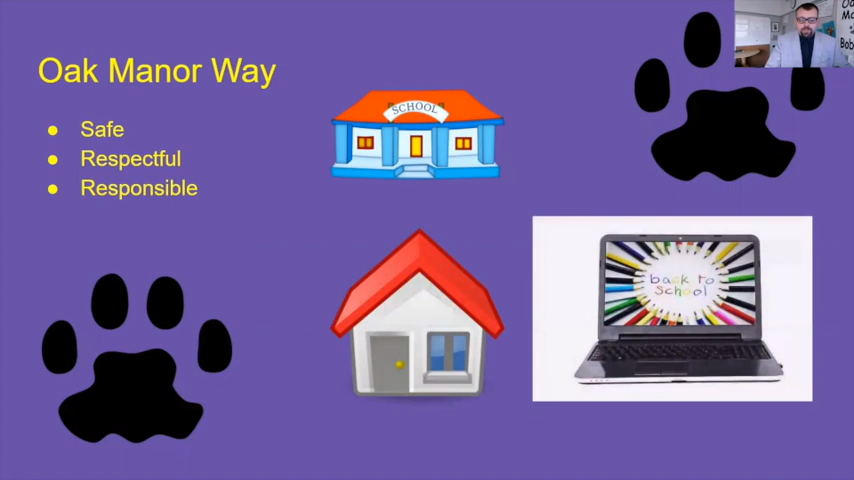 Oak Manor Way
● Safe
● Respectful
● Responsible
SCHOOL
back to
school